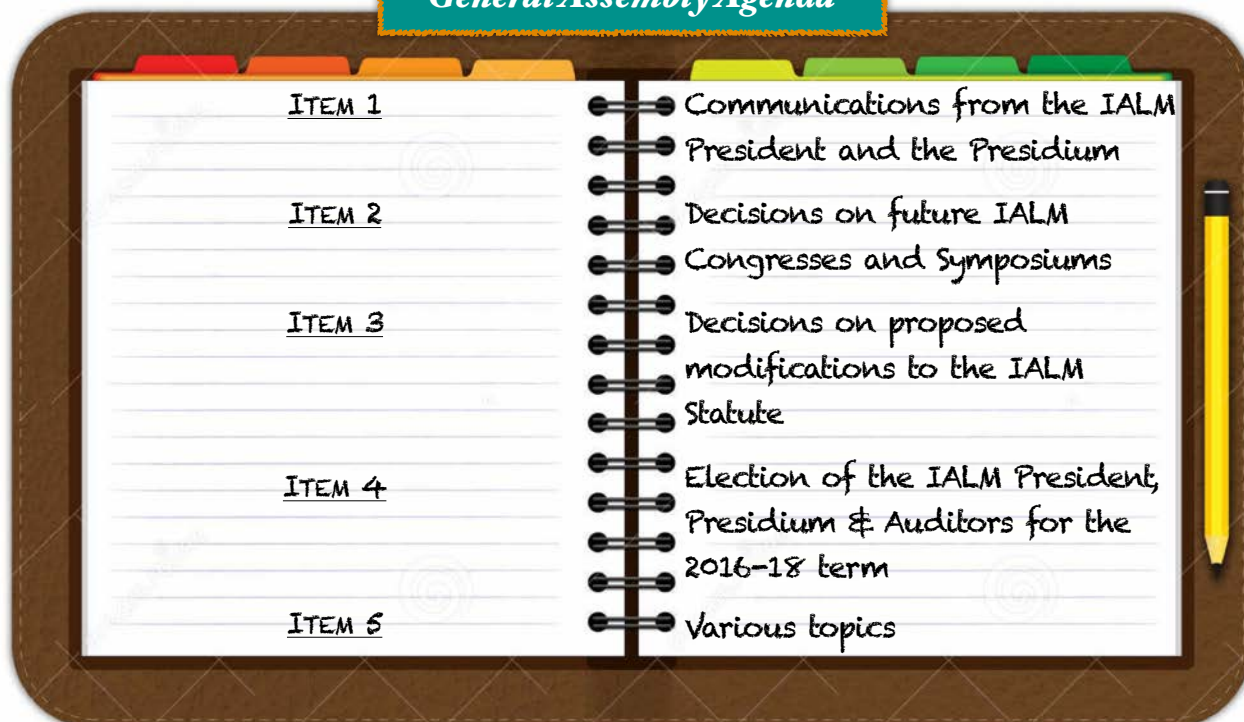 General Assembly Agenda
ITEM 1
Communications from the IALM
President and the Presidium
ITEM 2
Decisions on future IALM
Congresses and Symposiums
ITEM 3
Decisions on proposed
modifications to the IALM
Statute
ITEM 4
Election of the IALM President,
Presidium & Auditors for the
2016-18 term
ITEM 5
Various topics